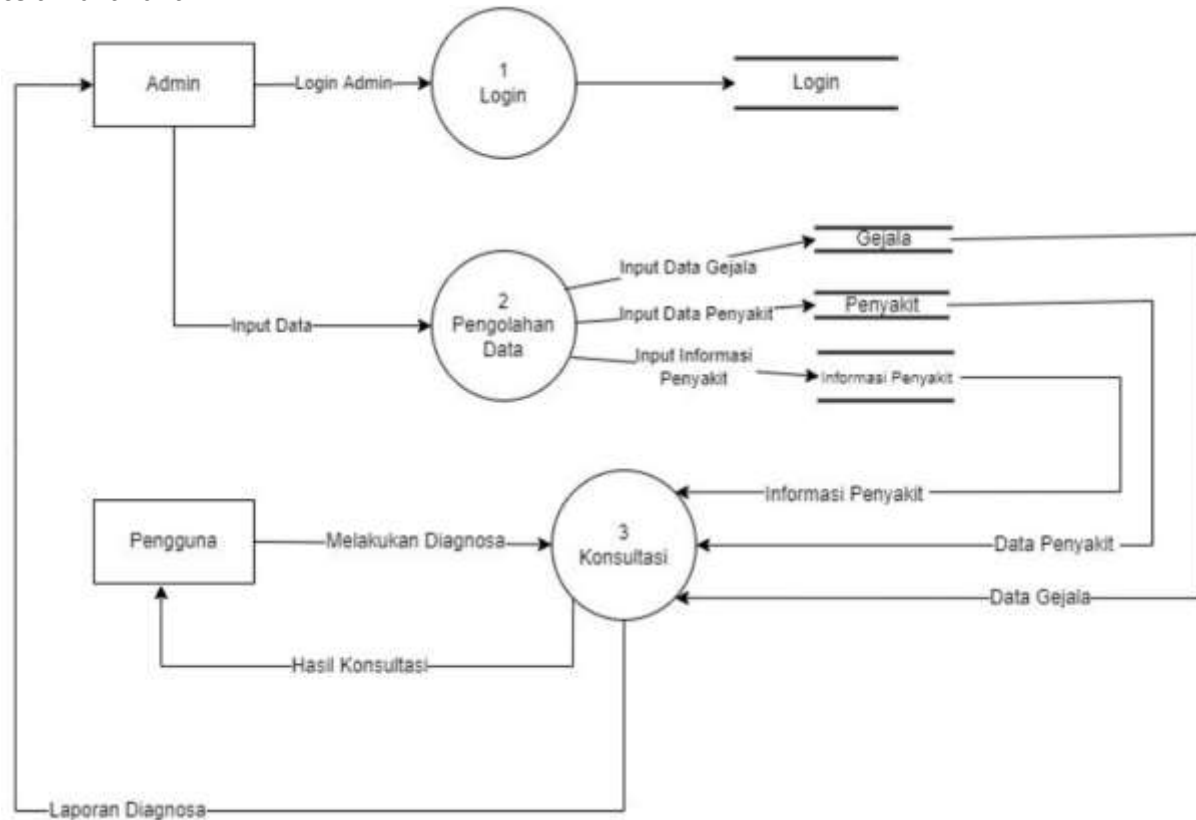 Admin
Login Admin
1
Login
Login
Gejala
Input Data Gejala
2
Pengolahan
Data
Input Data
Input Data Penyakit
Penyakit
Input Informasi
Penyakit
Informasi Penyakit
Informasi Penyakit
Pengguna
Melakukan Diagnosa
3
Konsultasi
Data Penyakit
Data Gejala
Hasil Konsultasi
Laporan Diagnosa